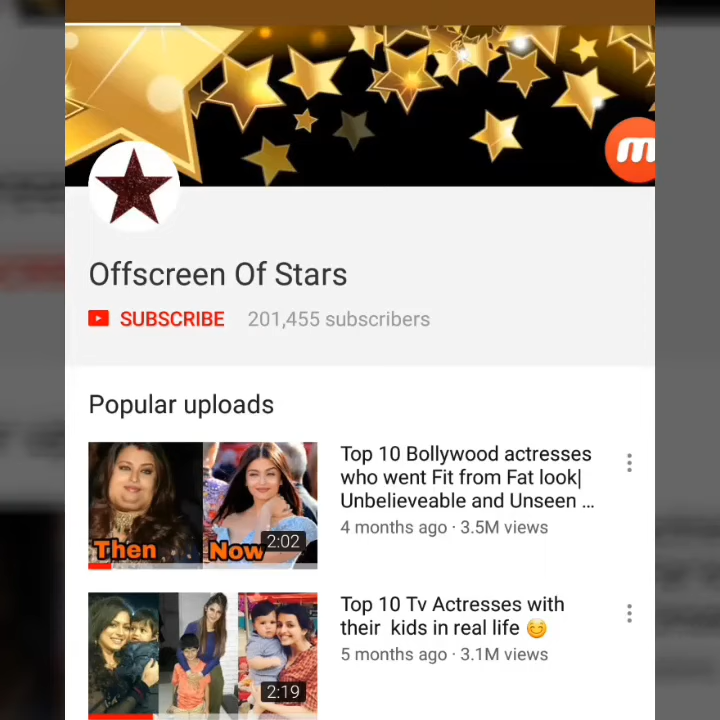 m
Offscreen Of Stars
SUBSCRIBE 201,455 subscribers
Popular uploads
Then
Now
2:02
Top 10 Bollywood actresses
who went Fit from Fat look|
Unbelieveable and Unseen ...
4 months ago · 3.5M views
2:19
Top 10 Tv Actresses with
their kids in real life 😊
5 months ago · 3.1M views